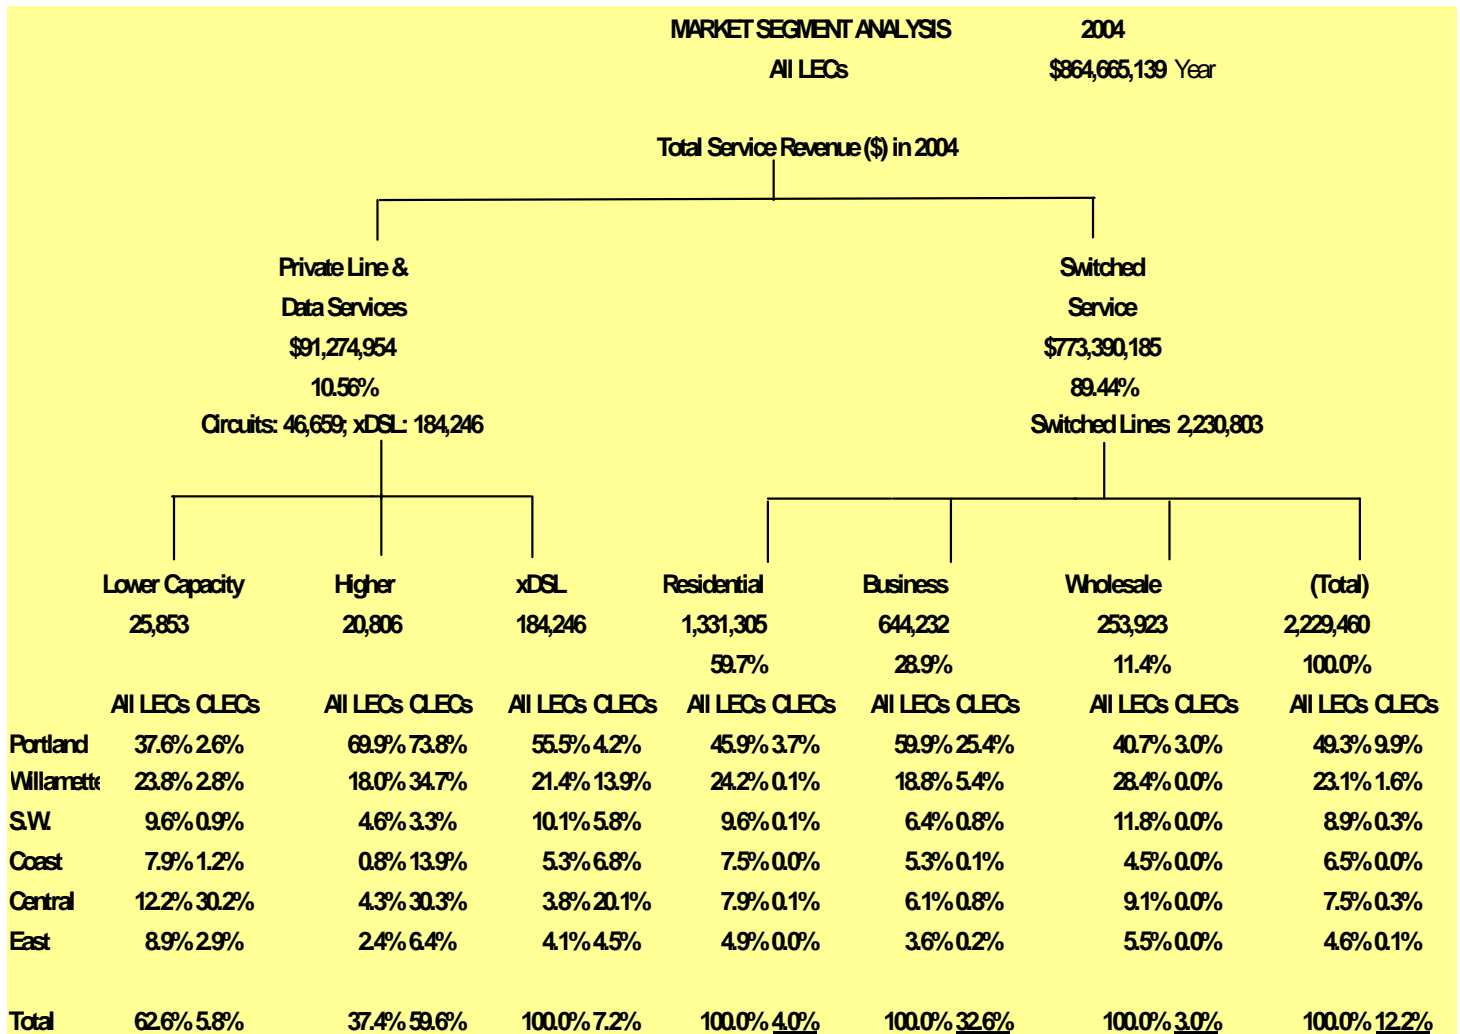 MARKET SEGMENT ANALYSIS 2004
All LECs $864,665,139 Year
Total Service Revenue ($) in 2004
Private Line & Switched
Data Services Service
$91,274,954 $773,390,185
10.56% 89.44%
Circuits: 46,659; xDSL: 184,246 Switched Lines 2,230,803
Lower Capacity Higher xDSL Residential Business Wholesale (Total)
25,853 20,806 184,246 1,331,305 644,232 253,923 2,229,460
59.7% 28.9% 11.4% 100.0%
All LECs CLECs All LECs CLECs All LECs CLECs All LECs CLECs All LECs CLECs All LECs CLECs All LECs CLECs
Portland 37.6% 2.6% 69.9% 73.8% 55.5% 4.2% 45.9% 3.7% 59.9% 25.4% 40.7% 3.0% 49.3% 9.9%
Willamette 23.8% 2.8% 18.0% 34.7% 21.4% 13.9% 24.2% 0.1% 18.8% 5.4% 28.4% 0.0% 23.1% 1.6%
S.W. 9.6% 0.9% 4.6% 3.3% 10.1% 5.8% 9.6% 0.1% 6.4% 0.8% 11.8% 0.0% 8.9% 0.3%
Coast 7.9% 1.2% 0.8% 13.9% 5.3% 6.8% 7.5% 0.0% 5.3% 0.1% 4.5% 0.0% 6.5% 0.0%
Central 12.2% 30.2% 4.3% 30.3% 3.8% 20.1% 7.9% 0.1% 6.1% 0.8% 9.1% 0.0% 7.5% 0.3%
East 8.9% 2.9% 2.4% 6.4% 4.1% 4.5% 4.9% 0.0% 3.6% 0.2% 5.5% 0.0% 4.6% 0.1%
Total 62.6% 5.8% 37.4% 59.6% 100.0% 7.2% 100.0% 4.0% 100.0% 32.6% 100.0% 3.0% 100.0% 12.2%